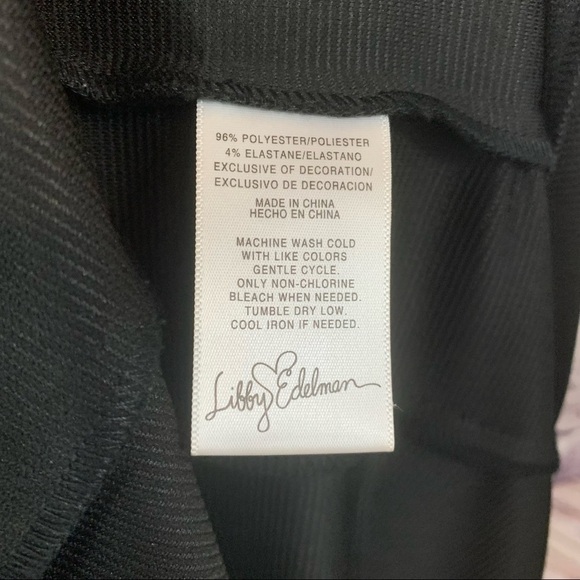 96% POLYESTER/POLIESTER
4% ELASTANE/ELASTANO
EXCLUSIVE OF DECORATION/
EXCLUSIVO DE DECORACION
MADE IN CHINA
HECHO EN CHINA
MACHINE WASH COLD
WITH LIKE COLORS
GENTLE CYCLE.
ONLY NON-CHLORINE
BLEACH WHEN NEEDED.
TUMBLE DRY LOW.
COOL IRON IF NEEDED.
Libby Edelman